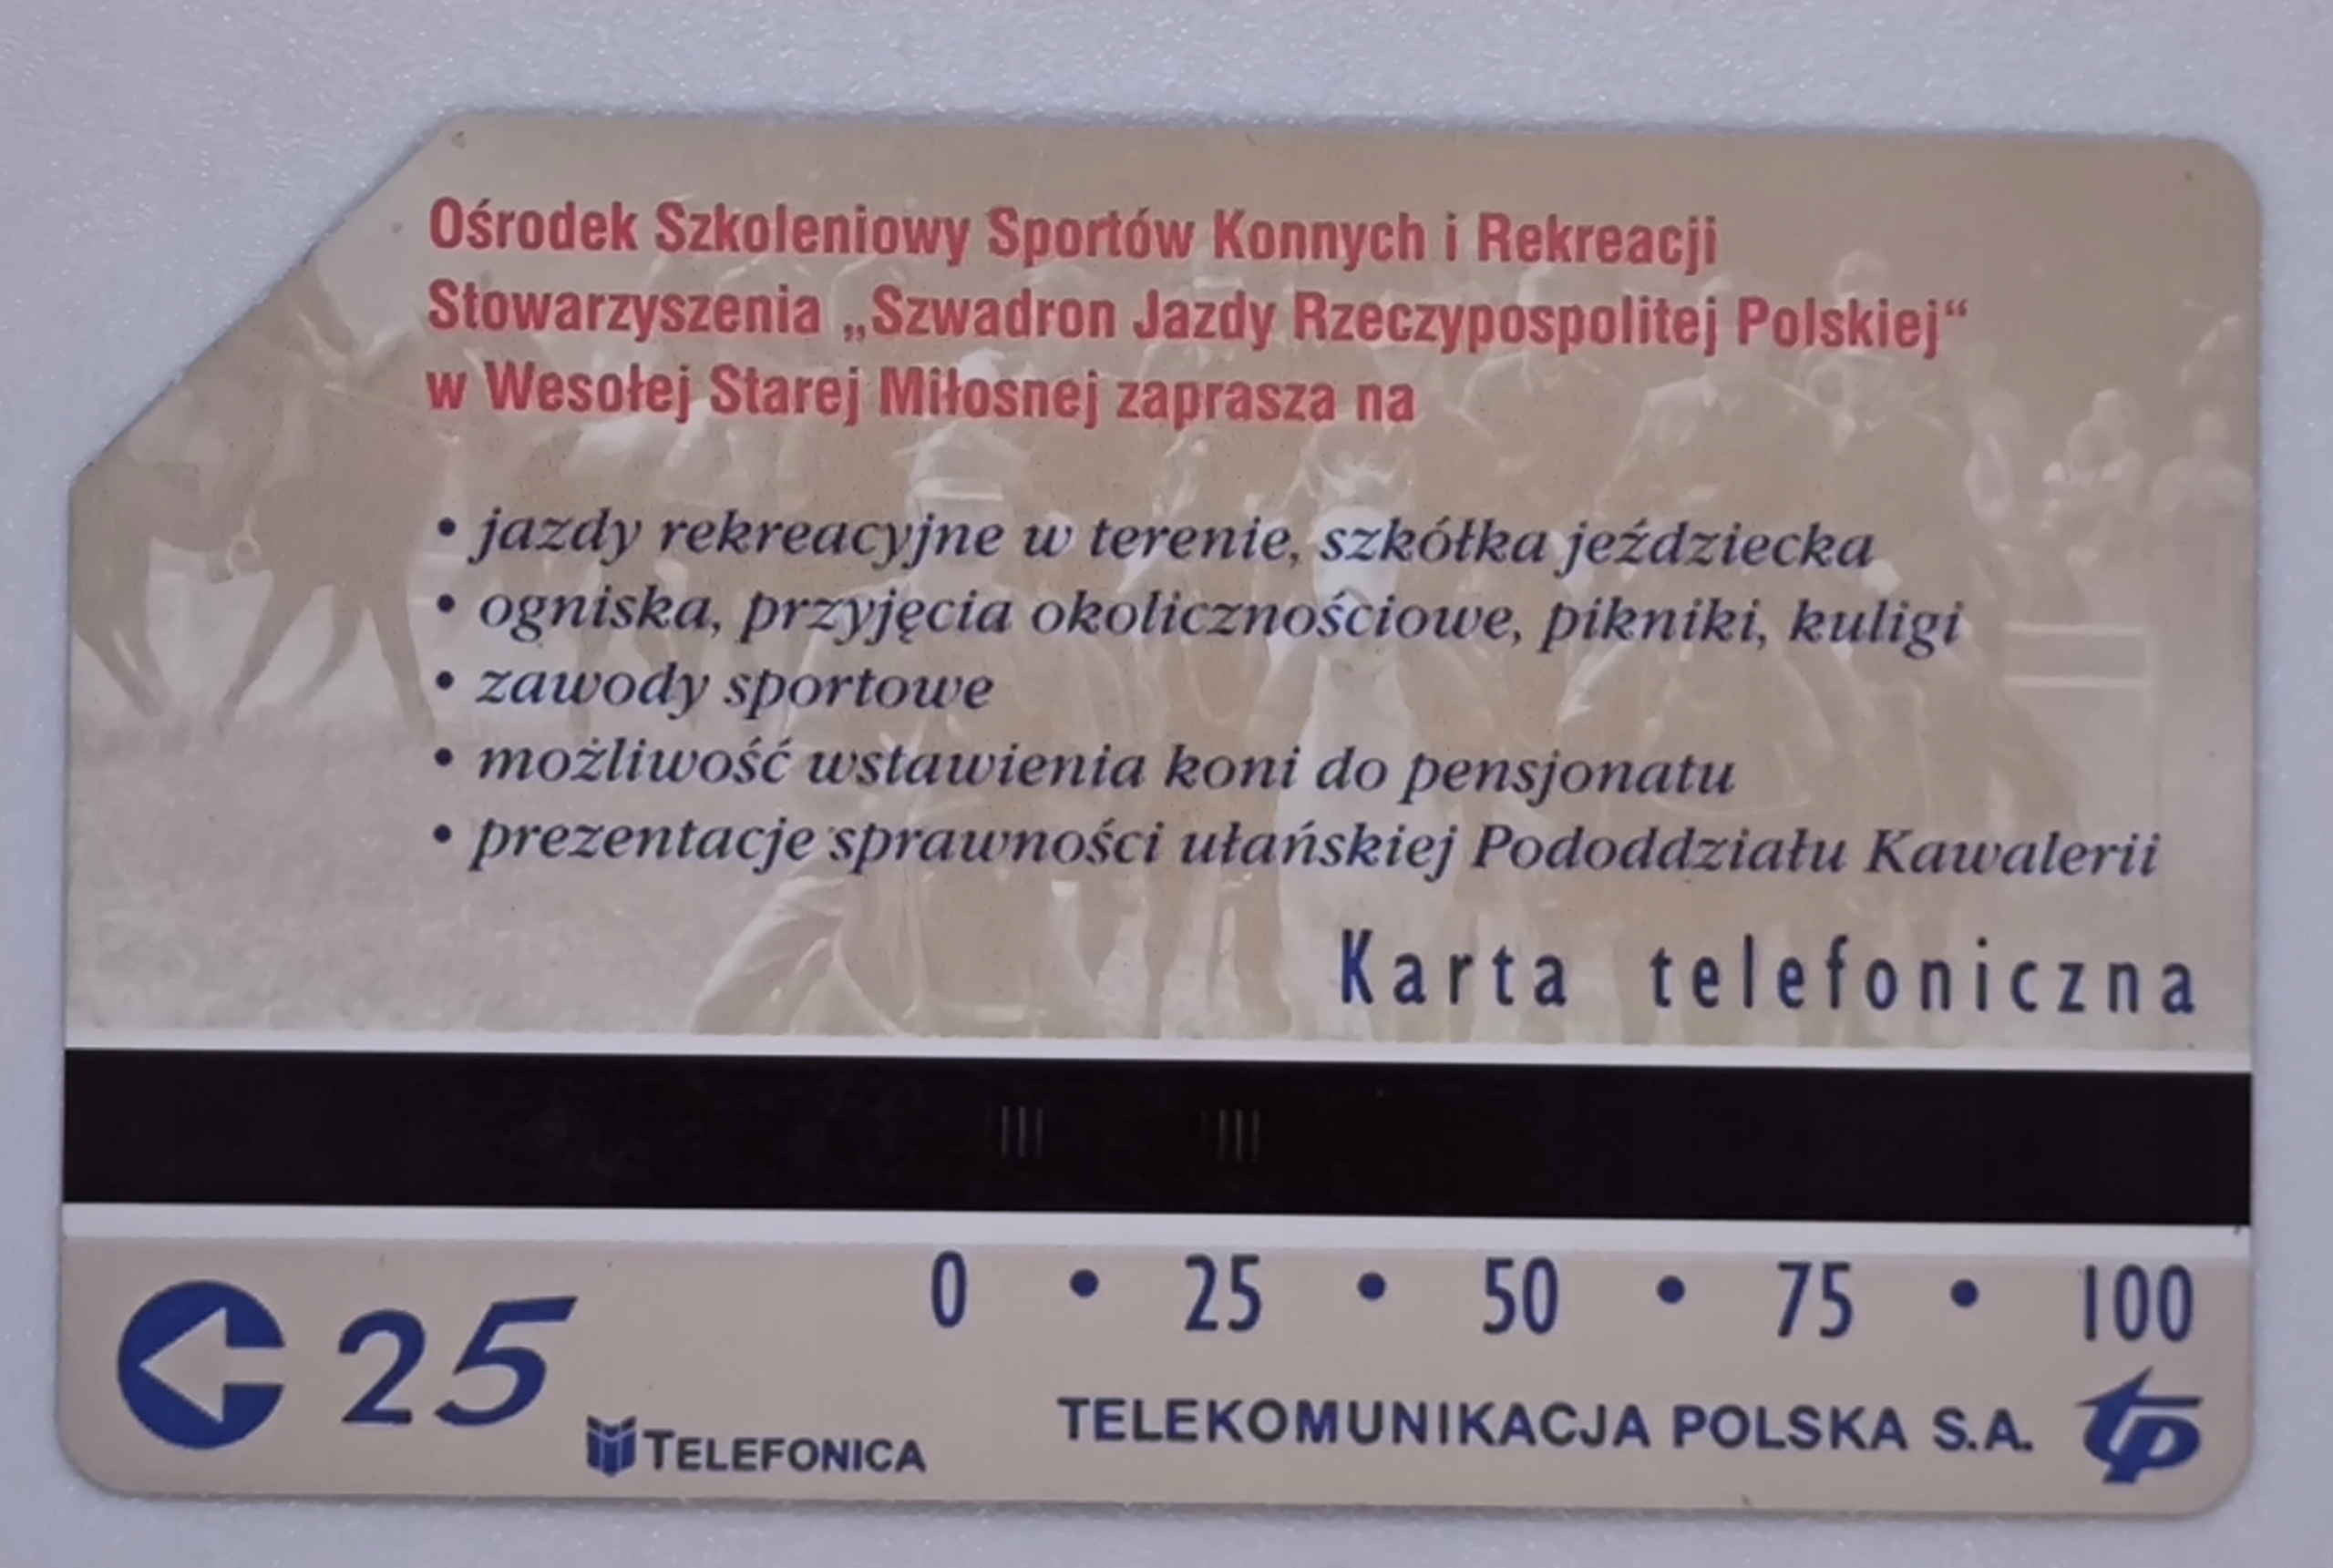 Ośrodek Szkoleniowy Sportów Konnych i Rekreacji
Stowarzyszenia „Szwadron Jazdy Rzeczypospolitej Polskiej“
w Wesołej Starej Miłosnej zaprasza na
• jazdy rekreacyjne w terenie, szkółka jeździecka
• ogniska, przyjęcia okolicznościowe, pikniki, kuligi
• zawody sportowe
• możliwość wstawienia koni do pensjonatu
• prezentacje sprawności ułańskiej Pododdziału Kawalerii
Karta telefoniczna
0 • 25 • 50 • 75 • 100
25
TELEFONICA
TELEKOMUNIKACJA POLSKA S.A. tp